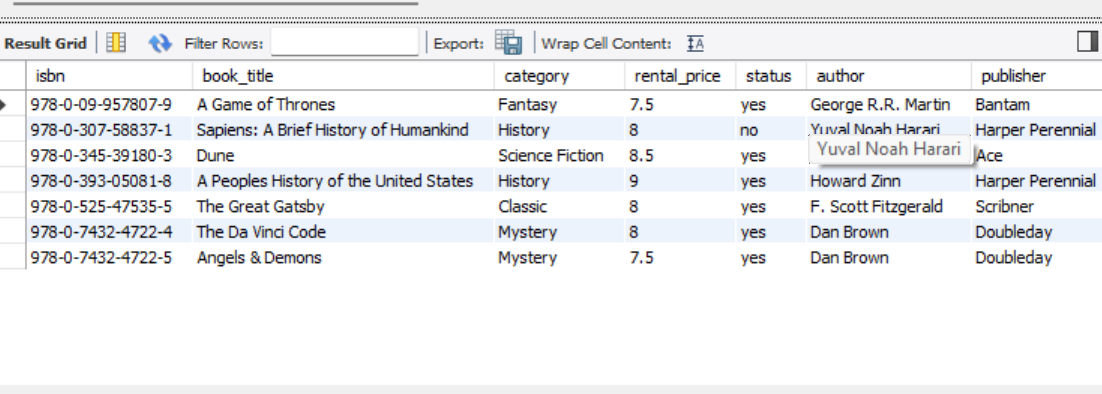 Result Grid Filter Rows: Export: Wrap Cell Content:
isbn book_title category rental_price status author publisher
978-0-09-957807-9 A Game of Thrones Fantasy 7.5 yes George R.R. Martin Bantam
978-0-307-58837-1 Sapiens: A Brief History of Humankind History 8 no Yuval Noah Harari Harper Perennial
Yuval Noah Harari
978-0-345-39180-3 Dune Science Fiction 8.5 yes Ace
978-0-393-05081-8 A Peoples History of the United States History 9 yes Howard Zinn Harper Perennial
978-0-525-47535-5 The Great Gatsby Classic 8 yes F. Scott Fitzgerald Scribner
978-0-7432-4722-4 The Da Vinci Code Mystery 8 yes Dan Brown Doubleday
978-0-7432-4722-5 Angels & Demons Mystery 7.5 yes Dan Brown Doubleday